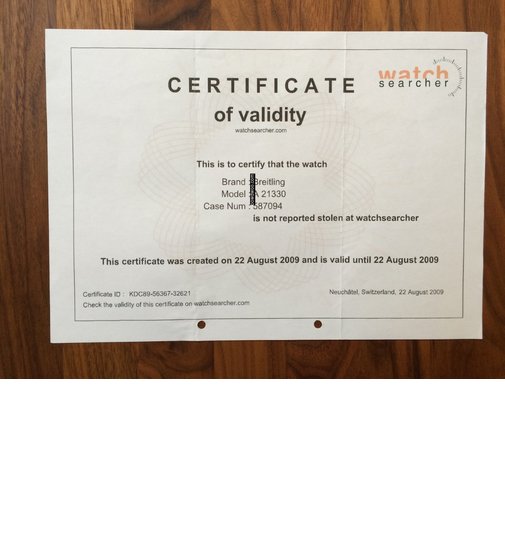 CERTIFICATE
watch
searcher
of validity
watchsearcher.com
This is to certify that the watch
Brand : Breitling
Model : A 21330
Case Num : 587094
is not reported stolen at watchsearcher
This certificate was created on 22 August 2009 and is valid until 22 August 2009
Certificate ID : KDC89-56367-32621
Neuchâtel, Switzerland, 22 August 2009
Check the validity of this certificate on watchsearcher.com